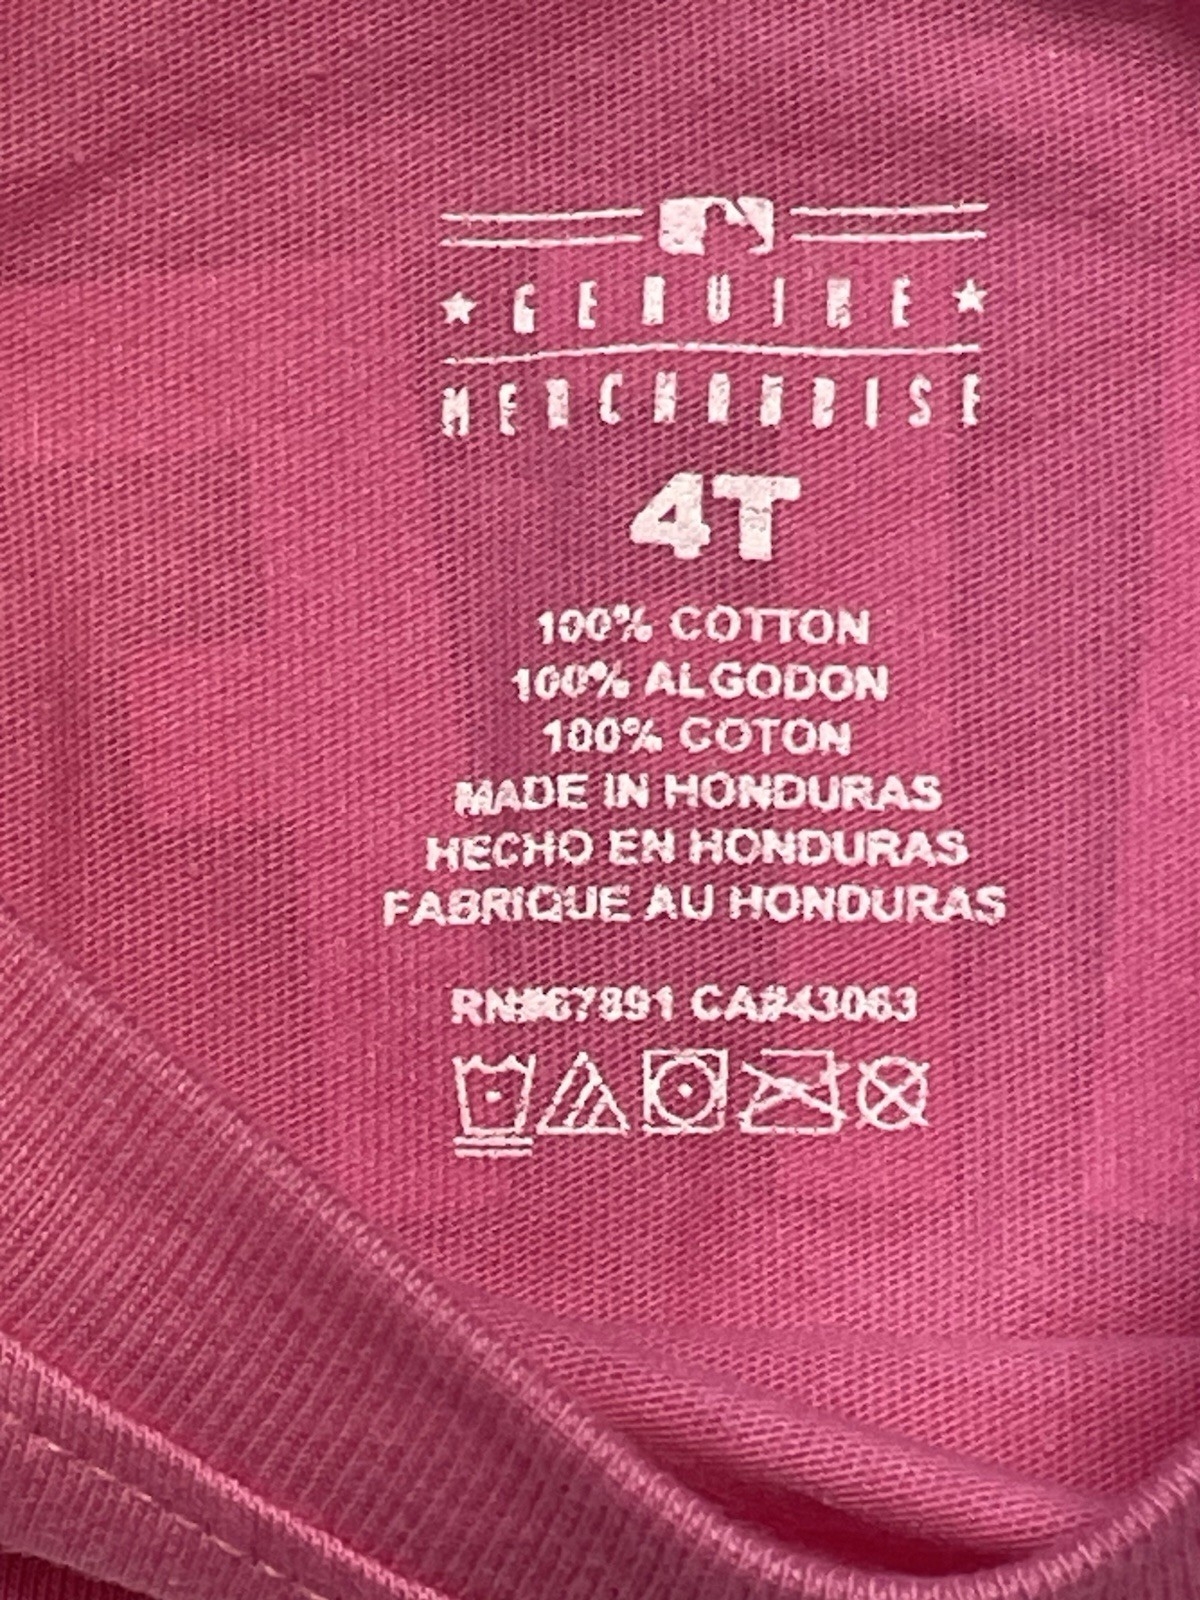 GENUINE
MERCHANDISE
4T
100% COTTON
100% ALGODON
100% COTON
MADE IN HONDURAS
HECHO EN HONDURAS
FABRIQUE AU HONDURAS
RN#67891 CA#43063